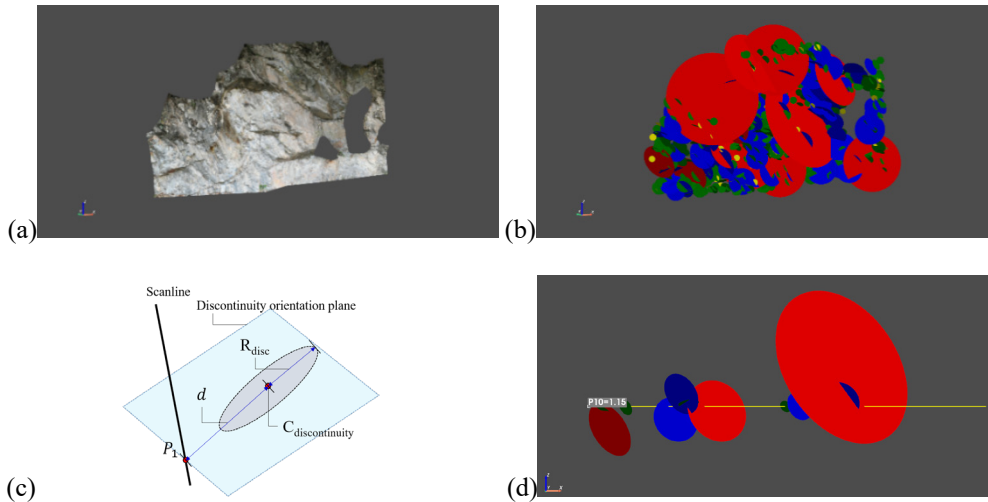 (a)
(b)
Scanline
Discontinuity orientation plane
R_disc
d
C_discontinuity
P_1
(c)
P10=1.15
(d)